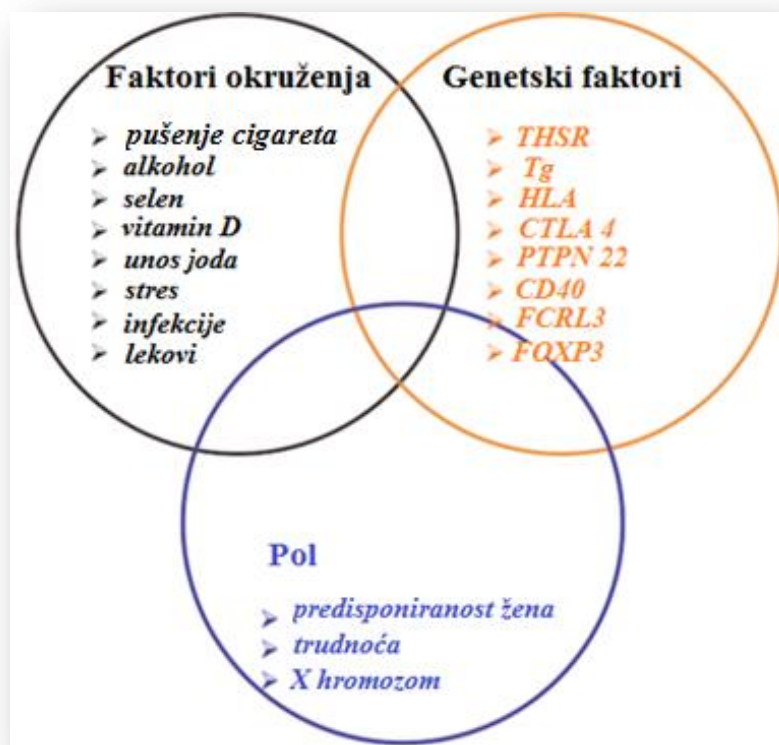 Faktori okruženja
pušenje cigareta
alkohol
selen
vitamin D
unos joda
stres
infekcije
lekovi
Genetski faktori
THSR
Tg
HLA
CTLA 4
PTPN 22
CD40
FCRL3
FOXP3
Pol
predisponiranost žena
trudnoća
X hromozom